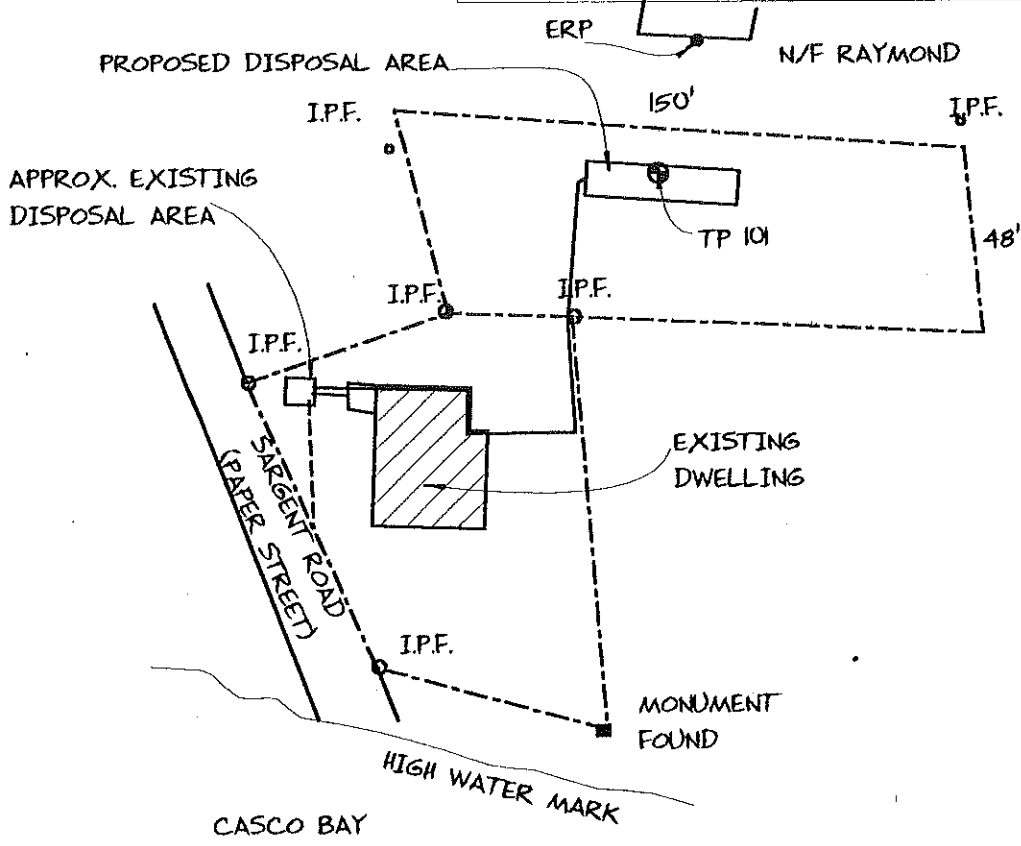 ERP
N/F RAYMOND
PROPOSED DISPOSAL AREA
150'
I.P.F.
I.P.F.
APPROX. EXISTING
DISPOSAL AREA
TP 101
48'
I.P.F.
I.P.F.
I.P.F.
EXISTING
DWELLING
SARGENT ROAD
(PAPER STREET)
I.P.F.
MONUMENT
FOUND
HIGH WATER MARK
CASCO BAY